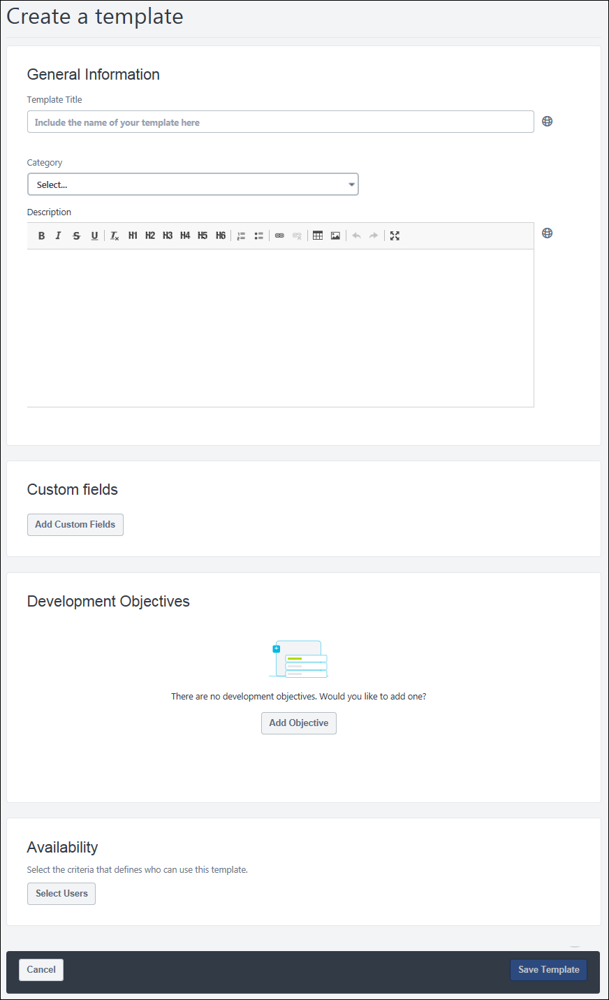 Create a template
General Information
Template Title
Include the name of your template here
Category
Select...
Description
B I S U Tx H1 H2 H3 H4 H5 H6
Custom fields
Add Custom Fields
Development Objectives
There are no development objectives. Would you like to add one?
Add Objective
Availability
Select the criteria that defines who can use this template.
Select Users
Cancel Save Template